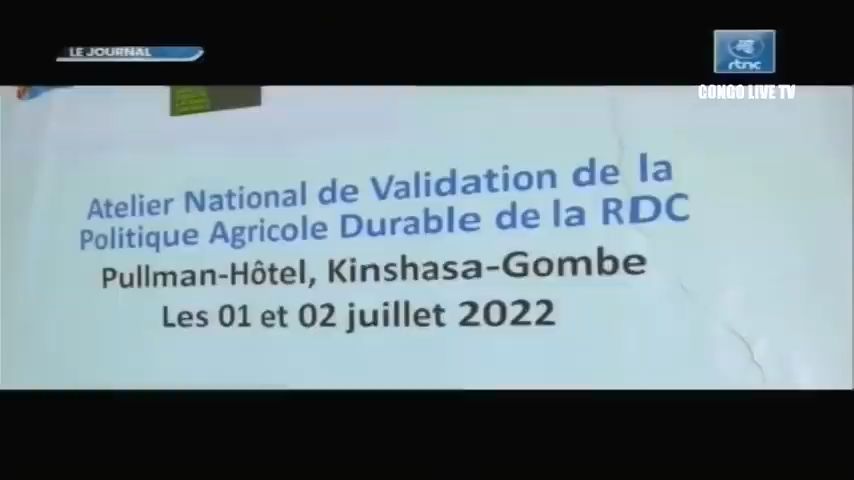 LE JOURNAL
rtnc
CONGO LIVE TV
Atelier National de Validation de la
Politique Agricole Durable de la RDC
Pullman-Hôtel, Kinshasa-Gombe
Les 01 et 02 juillet 2022